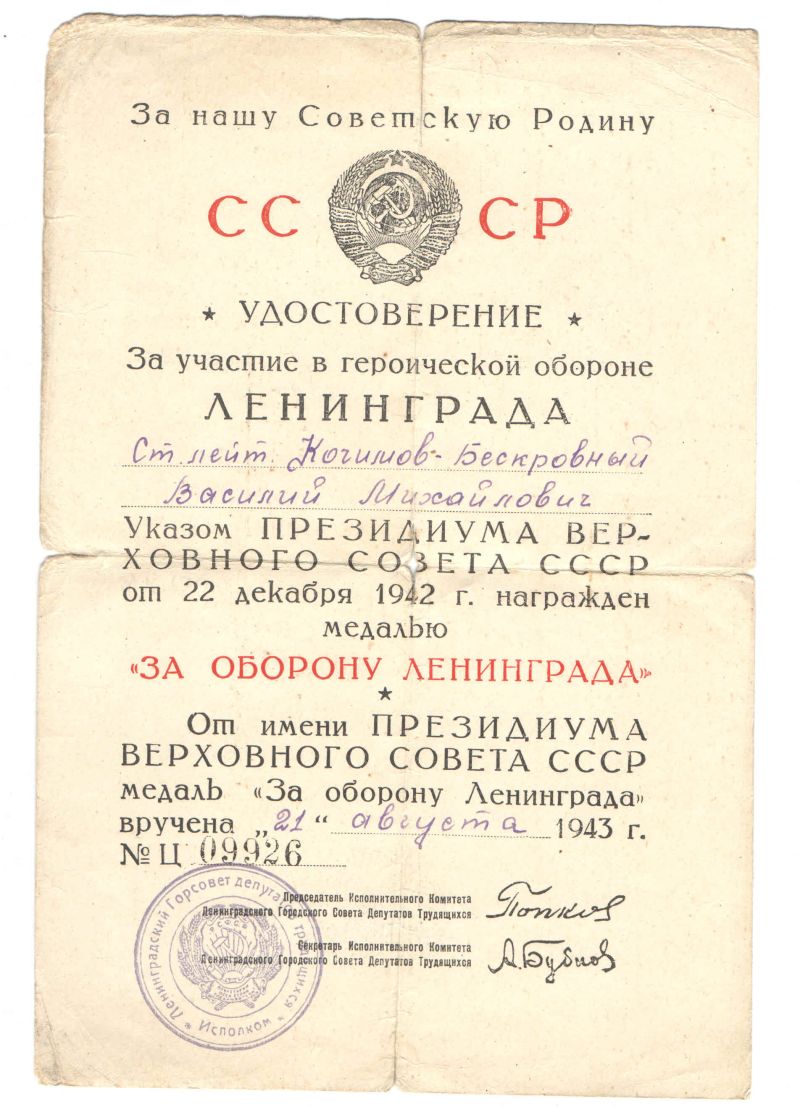 За нашу Советскую Родину
СС СР
★ УДОСТОВЕРЕНИЕ ★
За участие в героической обороне
ЛЕНИНГРАДА
Ст. лейт. Кочимов-Бескровный
Василий Михайлович
Указом ПРЕЗИДИУМА ВЕР-
ХОВНОГО СОВЕТА СССР
от 22 декабря 1942 г. награжден
медалью
«ЗА ОБОРОНУ ЛЕНИНГРАДА»
★
От имени ПРЕЗИДИУМА
ВЕРХОВНОГО СОВЕТА СССР
медаль «За оборону Ленинграда»
вручена „21“ августа 1943 г.
№ Ц 09926
Председатель Исполнительного Комитета
Ленинградского Городского Совета Депутатов Трудящихся
Попков
Секретарь Исполнительного Комитета
Ленинградского Городского Совета Депутатов Трудящихся
А. Бубнов
Ленинградский Горсовет депутатов трудящихся
* Исполком *
РСФСР